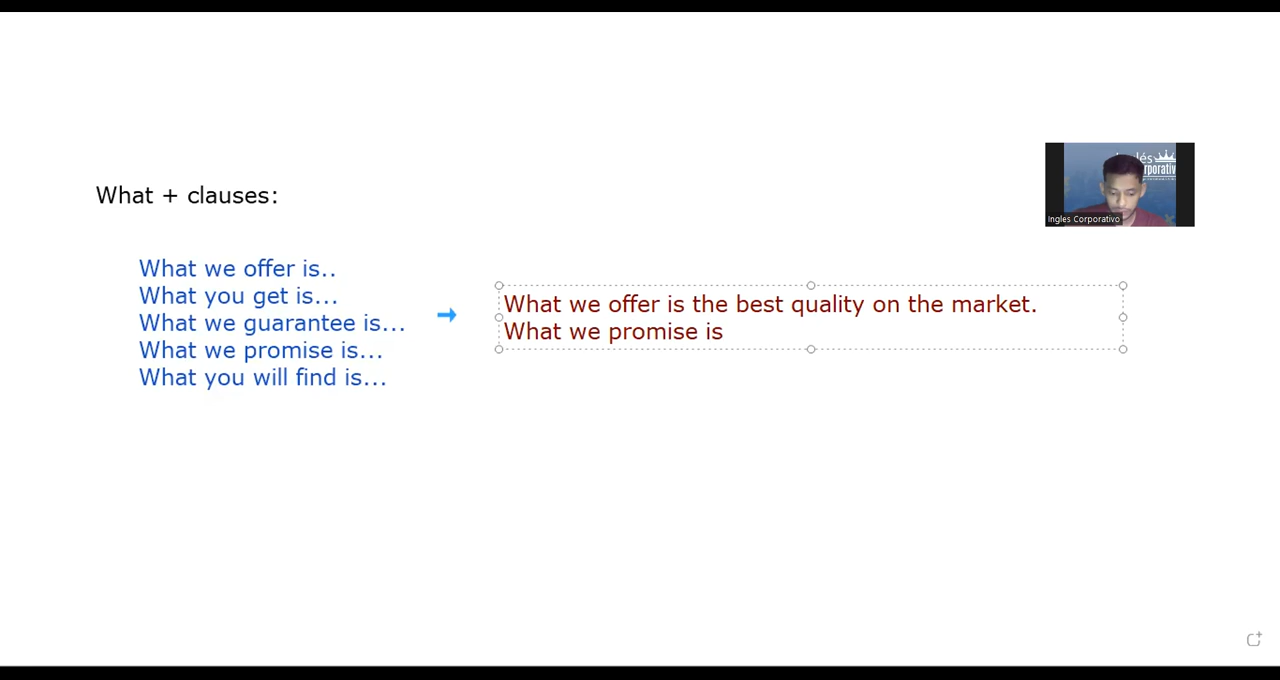 What + clauses:
What we offer is..
What you get is...
What we guarantee is...
What we promise is...
What you will find is...
What we offer is the best quality on the market.
What we promise is
Ingles Corporativo